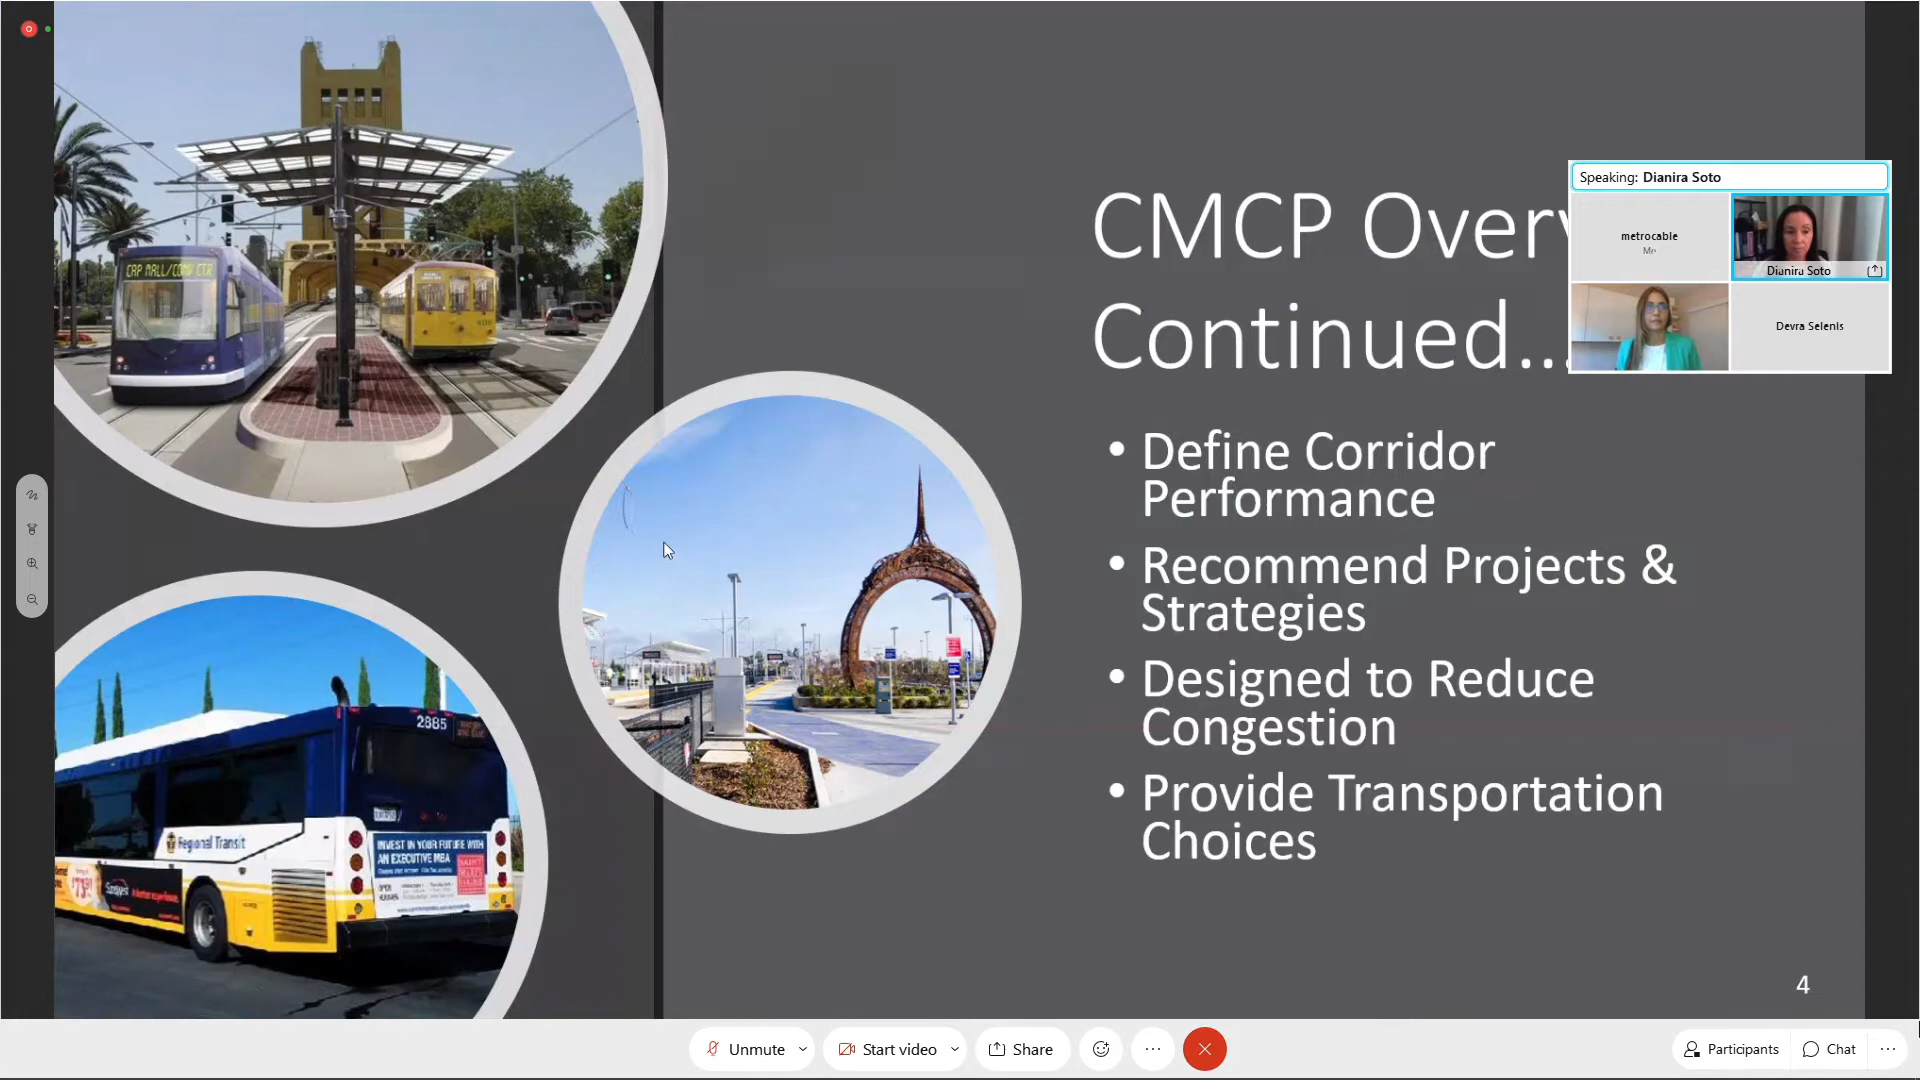 CAP MALL/CONV CTR
CMCP Overv
Continued...
Speaking: Dianira Soto
metrocable
Me
Dianira Soto
Devra Selenis
• Define Corridor
Performance
• Recommend Projects &
Strategies
• Designed to Reduce
Congestion
• Provide Transportation
Choices
2885
Regional Transit
INVEST IN YOUR FUTURE WITH
AN EXECUTIVE MBA
4
Unmute
Start video
Share
Participants
Chat